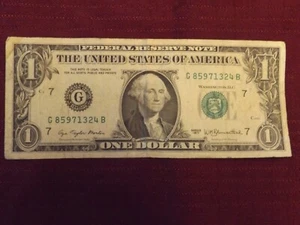 FEDERAL RESERVE NOTE
1 THE UNITED STATES OF AMERICA 1
THIS NOTE IS LEGAL TENDER
FOR ALL DEBTS, PUBLIC AND PRIVATE
G 85971324 B
7 7
G
WASHINGTON, D.C.
G 85971324 B
7 7
1 ONE DOLLAR 1